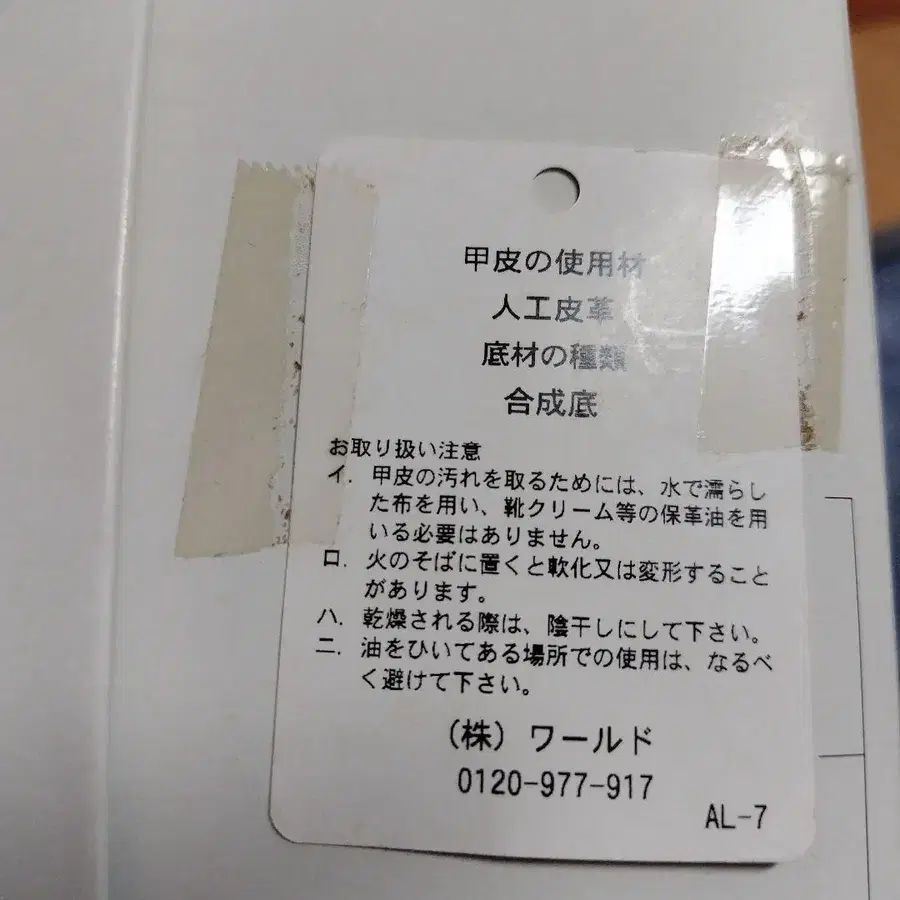 甲皮の使用材
人工皮革
底材の種類
合成底
お取り扱い注意
イ. 甲皮の汚れを取るためには、水で濡らし
た布を用い、靴クリーム等の保革油を用
いる必要はありません。
ロ. 火のそばに置くと軟化又は変形すること
があります。
ハ. 乾燥される際は、陰干しにして下さい。
ニ. 油をひいてある場所での使用は、なるべ
く避けて下さい。
(株) ワールド
0120-977-917
AL-7